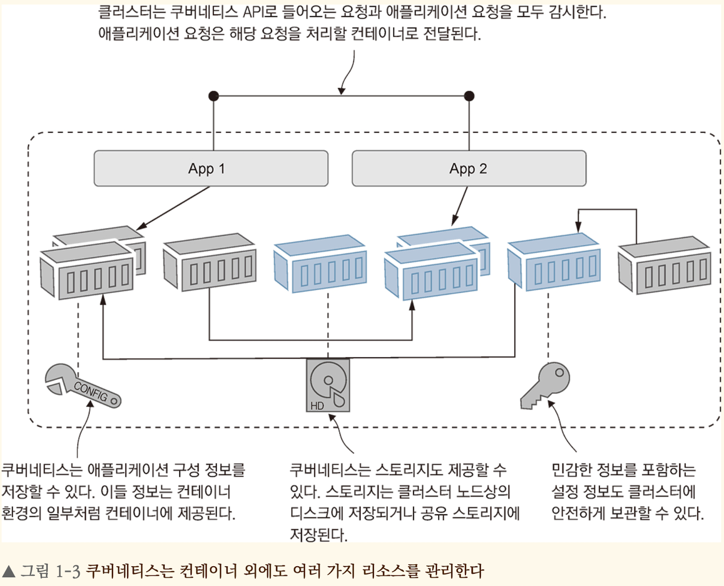 클러스터는 쿠버네티스 API로 들어오는 요청과 애플리케이션 요청을 모두 감시한다.
애플리케이션 요청은 해당 요청을 처리할 컨테이너로 전달된다.
App 1
App 2
CONFIG
HD
쿠버네티스는 애플리케이션 구성 정보를
저장할 수 있다. 이들 정보는 컨테이너
환경의 일부처럼 컨테이너에 제공된다.
쿠버네티스는 스토리지도 제공할 수
있다. 스토리지는 클러스터 노드상의
디스크에 저장되거나 공유 스토리지에
저장된다.
민감한 정보를 포함하는
설정 정보도 클러스터에
안전하게 보관할 수 있다.
▲ 그림 1-3 쿠버네티스는 컨테이너 외에도 여러 가지 리소스를 관리한다